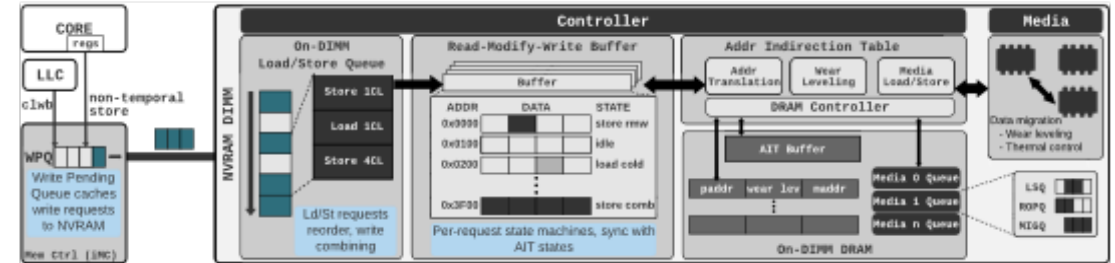 CORE
regs
LLC
clwb
non-temporal
store
WPQ
Write Pending
Queue caches
write requests
to NVRAM
Mem Ctrl (iMC)
NVRAM DIMM
Controller
On-DIMM
Load/Store Queue
Store 1CL
Load 1CL
Store 4CL
Ld/St requests
reorder, write
combining
Read-Modify-Write Buffer
Buffer
ADDR DATA STATE
0x0000 store rmw
0x0100 idle
0x0200 load cold
0x3F00 store comb
Per-request state machines, sync with
AIT states
Addr Indirection Table
Addr
Translation
Wear
Leveling
Media
Load/Store
DRAM Controller
AIT Buffer
paddr wear lev maddr
Media 0 Queue
Media 1 Queue
Media n Queue
On-DIMM DRAM
Media
Data migration
- Wear leveling
- Thermal control
LSQ
ROPQ
MIGQ